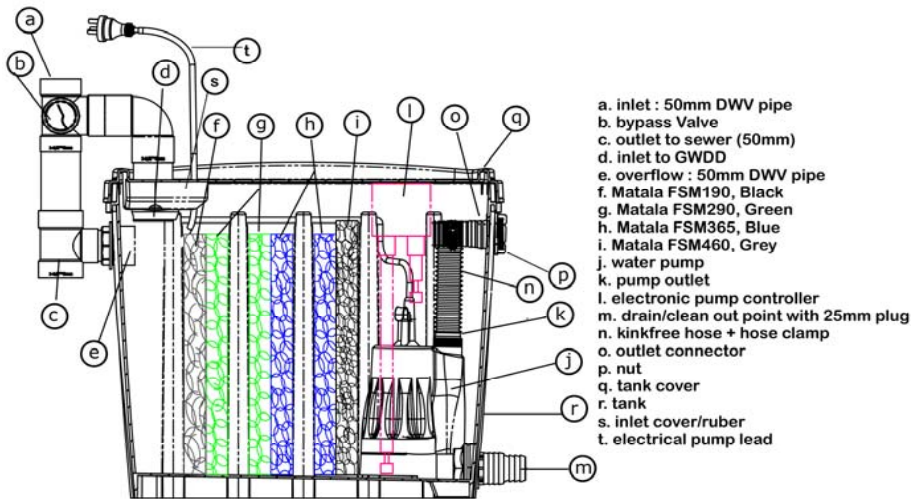 a
b
t
s
d
f
g
h
i
l
o
q
p
n
k
j
r
m
c
e
a. inlet : 50mm DWV pipe
b. bypass Valve
c. outlet to sewer (50mm)
d. inlet to GWDD
e. overflow : 50mm DWV pipe
f. Matala FSM190, Black
g. Matala FSM290, Green
h. Matala FSM365, Blue
i. Matala FSM460, Grey
j. water pump
k. pump outlet
l. electronic pump controller
m. drain/clean out point with 25mm plug
n. kinkfree hose + hose clamp
o. outlet connector
p. nut
q. tank cover
r. tank
s. inlet cover/ruber
t. electrical pump lead